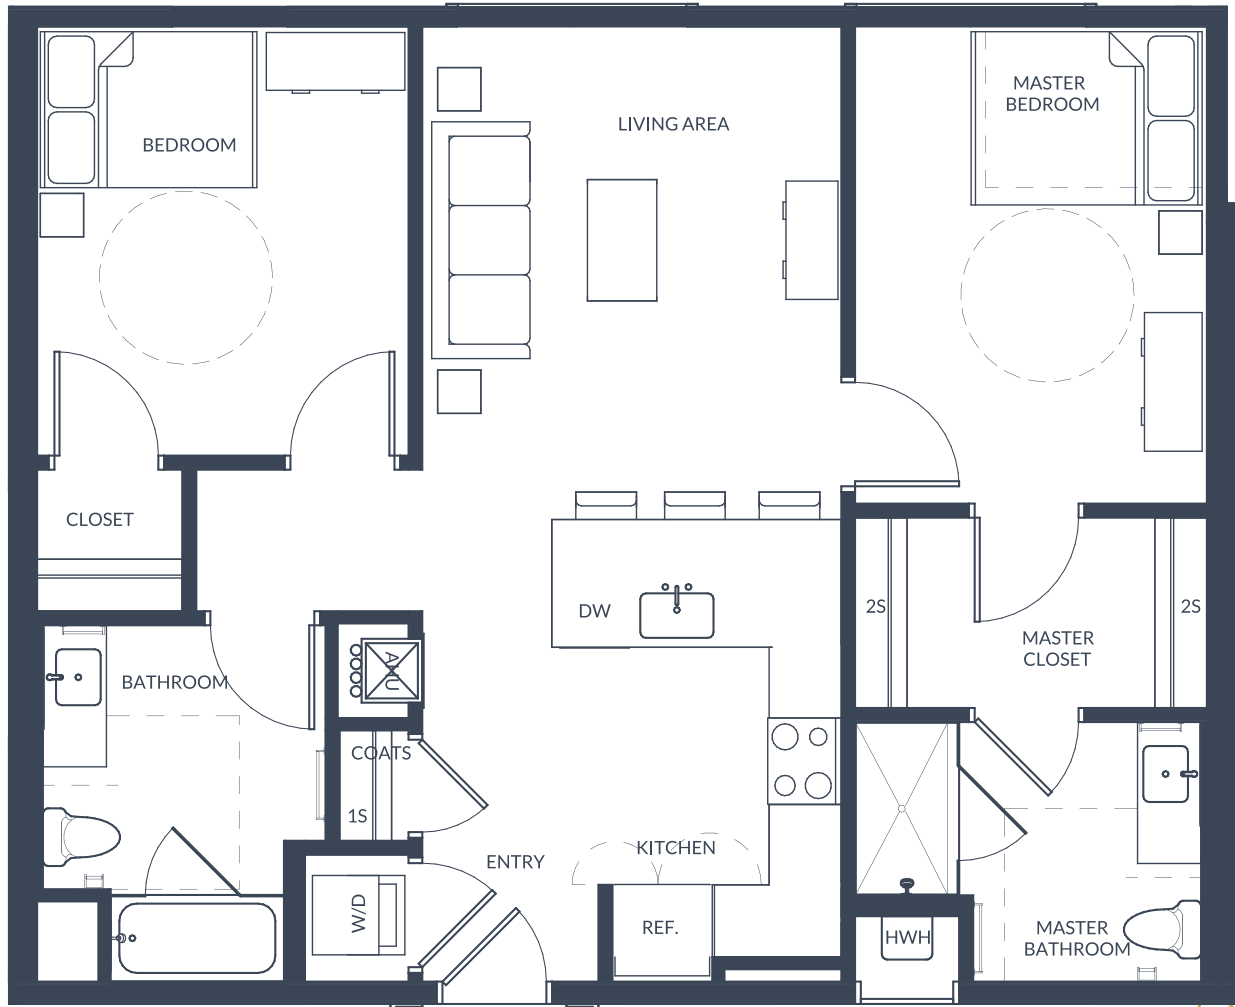 MASTER
BEDROOM
LIVING AREA
BEDROOM
CLOSET
DW
2S
2S
MASTER
CLOSET
BATHROOM
AHU
COATS
1S
ENTRY
KITCHEN
W/D
REF.
HWH
MASTER
BATHROOM